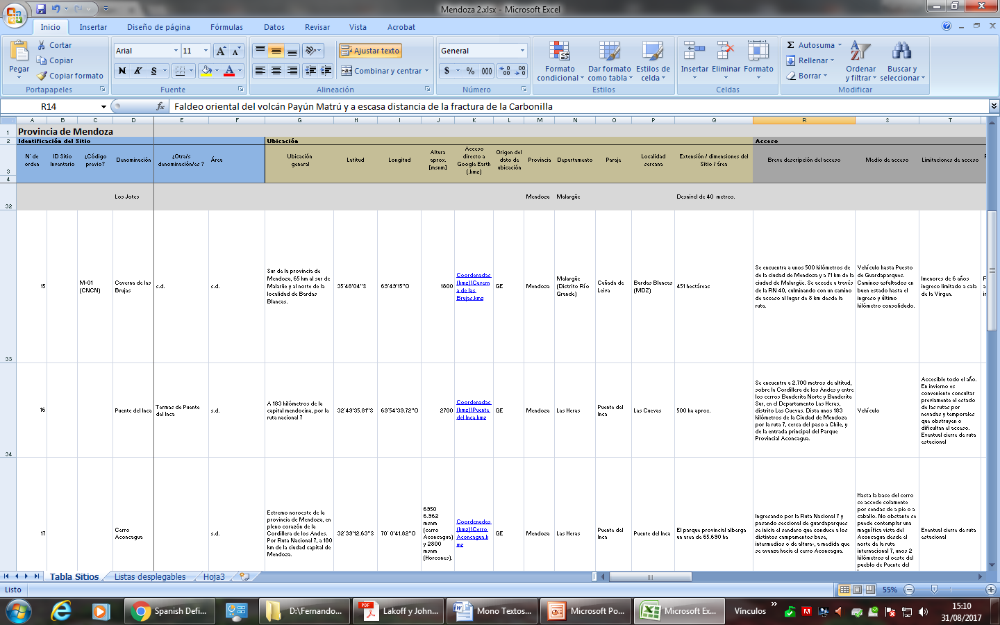 Mendoza 2.xlsx - Microsoft Excel
Inicio Insertar Diseño de página Fórmulas Datos Revisar Vista Acrobat
Pegar Cortar
Copiar
Copiar formato
Portapapeles
Arial 11
N K S
Fuente
Ajustar texto
Combinar y centrar
Alineación
General
$ % 000
Número
Formato condicional
Dar formato como tabla
Estilos de celda
Estilos
Insertar Eliminar Formato
Celdas
Autosuma
Rellenar
Borrar
Ordenar y filtrar
Buscar y seleccionar
Modificar
R14 fx Faldeo oriental del volcán Payún Matrú y a escasa distancia de la fractura de la Carbonilla
A B C D E F G H I J K L M N O P Q R S T
1 Provincia de Mendoza
2 Identificación del Sitio Ubicación Acceso
3
4
N° de orden
ID Sitio Inventario
¿Código previo?
Denominación
¿Otra/s denominación/es ?
Área
Ubicación general
Latitud
Longitud
Altura aprox. [msnm]
Acceso directo a Google Earth (.kmz)
Origen del dato de ubicación
Provincia
Departamento
Paraje
Localidad sercana
Extensión / dimensiones del Sitio / área
Breve descripción del acceso
Medio de acceso
Limitaciones de acceso
32 Los Jotes Mendoza Malargüe Desnivel de 40 metros.
33
15
M-01 (CNCN)
Caverna de las Brujas
s.d.
s.d.
Sur de la provincia de Mendoza, 65 km al sur de Malarüe y al norte de la localidad de Bardas Blancas.
35°48'04''S
69°49'15''O
1800
Coordenadas (kmz)\Caverna de las Brujas.kmz
GE
Mendoza
Malargüe (Distrito Río Grande)
Cañada de Leiva
Bardas Blancas (MDZ)
451 hectáreas
Se encuentra a unos 500 kilómetros de de la ciudad de Mendoza y a 71 km de la ciudad de Malargüe. Se accede a través de la RN 40, culminando con un camino de acceso al lugar de 8 km desde la ruta.
Vehículo hasta Puesto de Guardaparques. Caminos asfaltados en buen estado hasta el ingreso y último kilómetro consolidado.
Imenores de 6 años ingreso limitado a sala de la Virgen.
34
16
Puente del Inca
Termas de Puente del Inca
s.d.
A 183 kilómetros de la capital mendocina, por la ruta nacional 7
32°49'35.81''S
69°54'39.72''O
2700
Coordenadas (kmz)\Puente del Inca.kmz
GE
Mendoza
Las Heras
Puente del Inca
Las Cuevas
500 ha aprox.
Se encuentra a 2.700 metros de altitud, sobre la Cordillera de los Andes y entre los cerros Banderita Norte y Banderita Sur, en el Departamento Las Heras, distrito Las Cuevas. Dista unos 183 kilómetros de la Ciudad de Mendoza por la ruta 7, cerca del paso a Chile, y de la entrada principal del Parque Provincial Aconcagua.
Vehículo
Accesible todo el año. En invierno es conveniente consultar previamente el estado de las rutas por nevadas y temporales que obstruyen o dificultan el acceso. Eventual cierre de ruta estacional
17
Cerro Aconcagua
s.d.
Extremo noroeste de la provincia de Mendoza, en pleno corazón de la Cordillera de los Andes. Por Ruta Nacional 7, a 180 km de la ciudad capital de Mendoza.
32°39'12.63''S
70° 0'41.82''O
6950 6.962 msnm (cerro Aconcagua) y 2800 msnm (Horcones).
Coordenadas (kmz)\Cerro Aconcagua.kmz
GE
Mendoza
Las Heras
Puente del Inca
Puente del Inca
El parque provincial alberga un area de 65.690 ha
Ingresando por la Ruta Nacional 7 y pasando seccional de guardaparques se inicia el sendero que conduce a los distintos campamentos base, intermedios o de altura-, a medida que se avanza hacia el cerro Aconcagua.
Hasta la base del cerro se accede solamente por sendas de a pie o a caballo. No obstante se puede contemplar una magnífica vista del Aconcagua desde el norte de la ruta internacional 7, unos 2 kilómetros al oeste del pueblo de Puente del
Eventual cierre de ruta estacional
Tabla Sitios Listas desplegables Hoja3
Listo 55%
Spanish Defi... D:\Fernando... Lakoff y John... Mono Textos... Microsoft Po... Microsoft Ex... Vínculos
15:10
31/08/2017